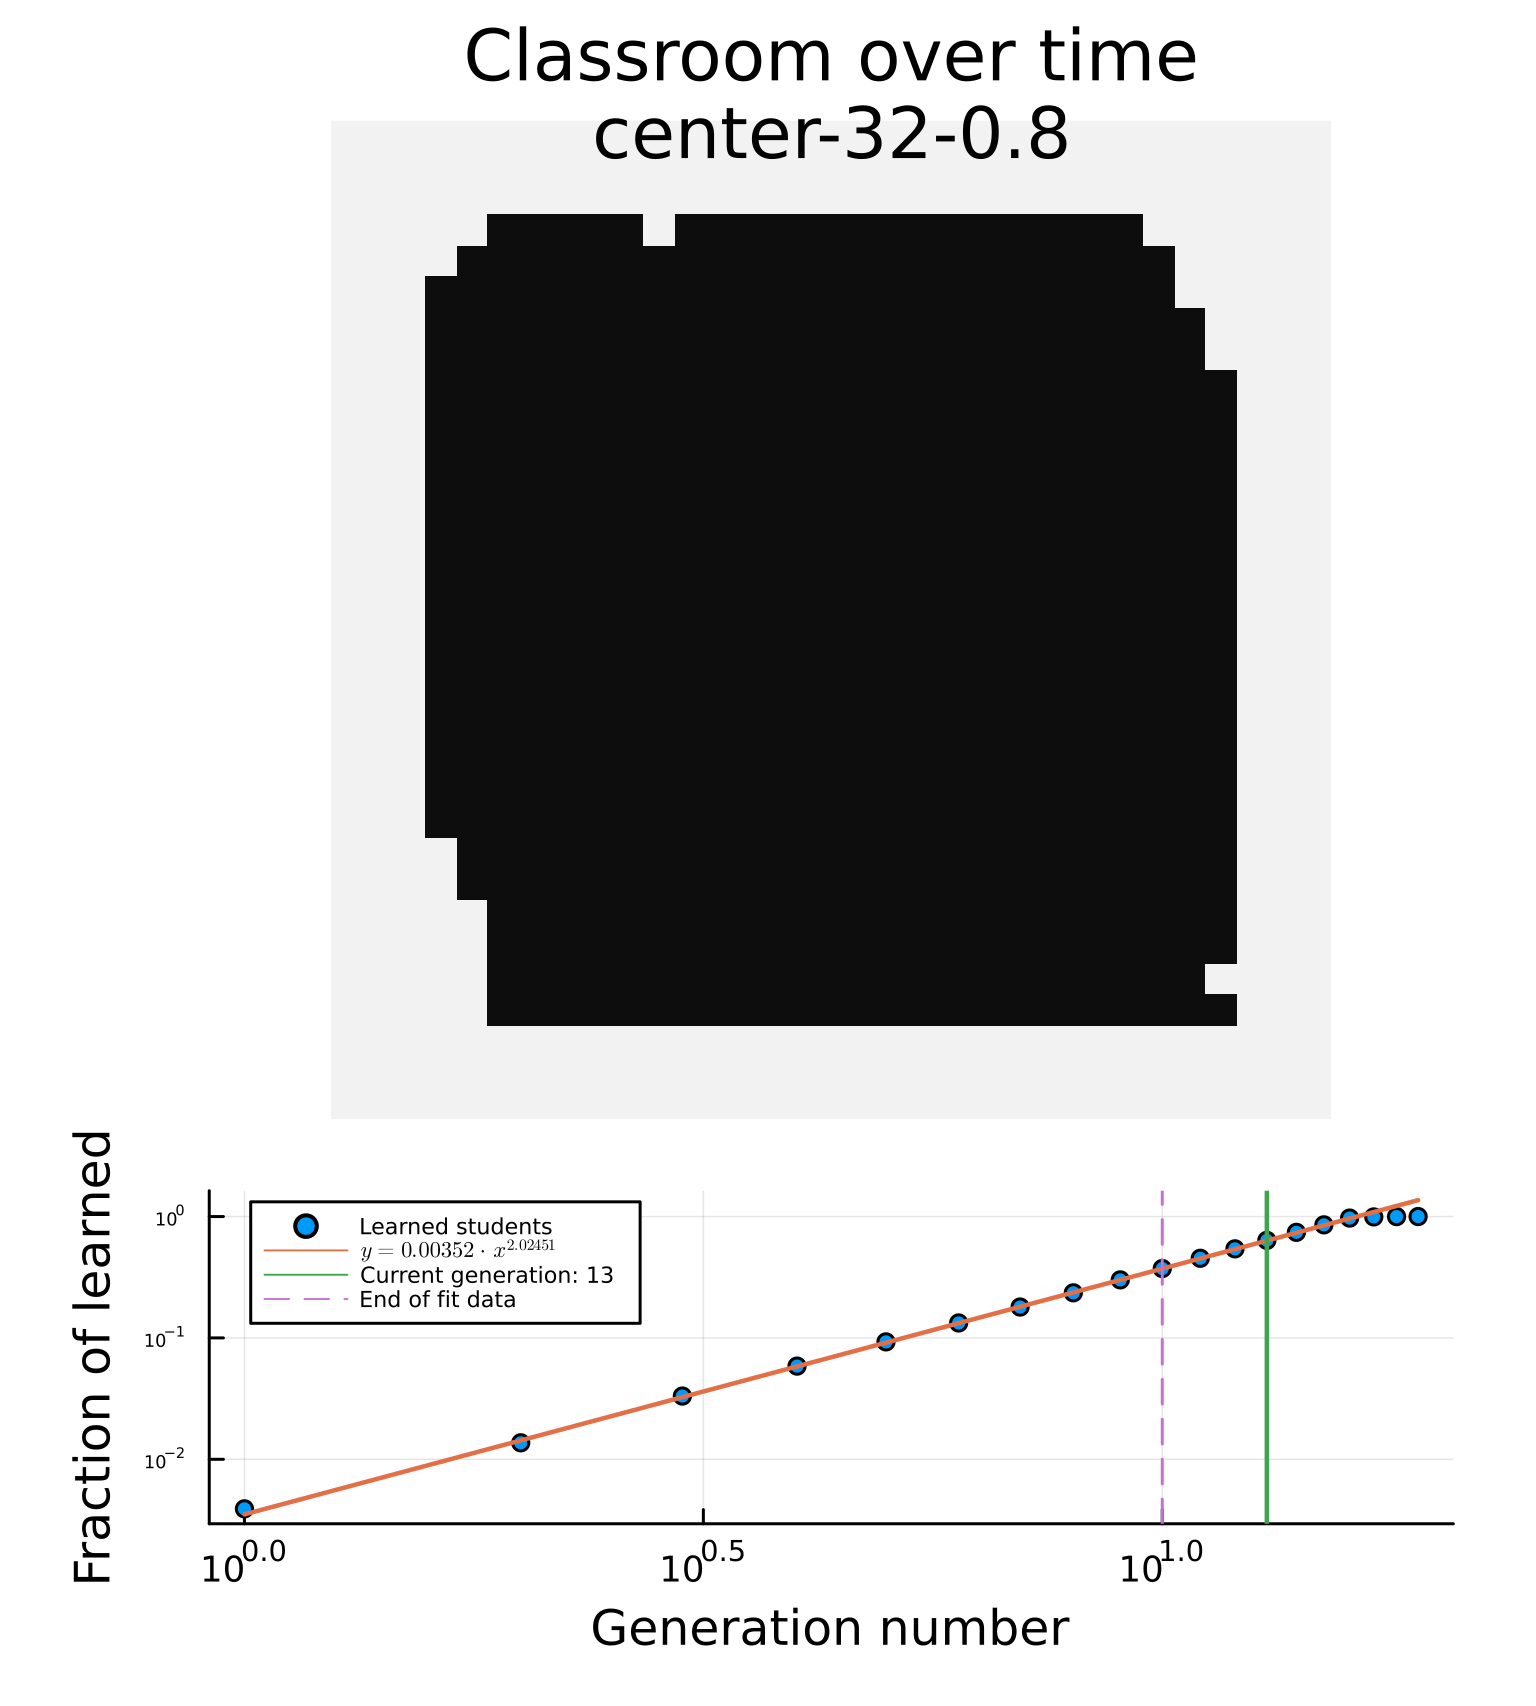 Classroom over time
center-32-0.8
Fraction of learned
10⁰
10⁻¹
10⁻²
Learned students
y = 0.00352 · x^2.02451
Current generation: 13
End of fit data
10^0.0
10^0.5
10^1.0
Generation number